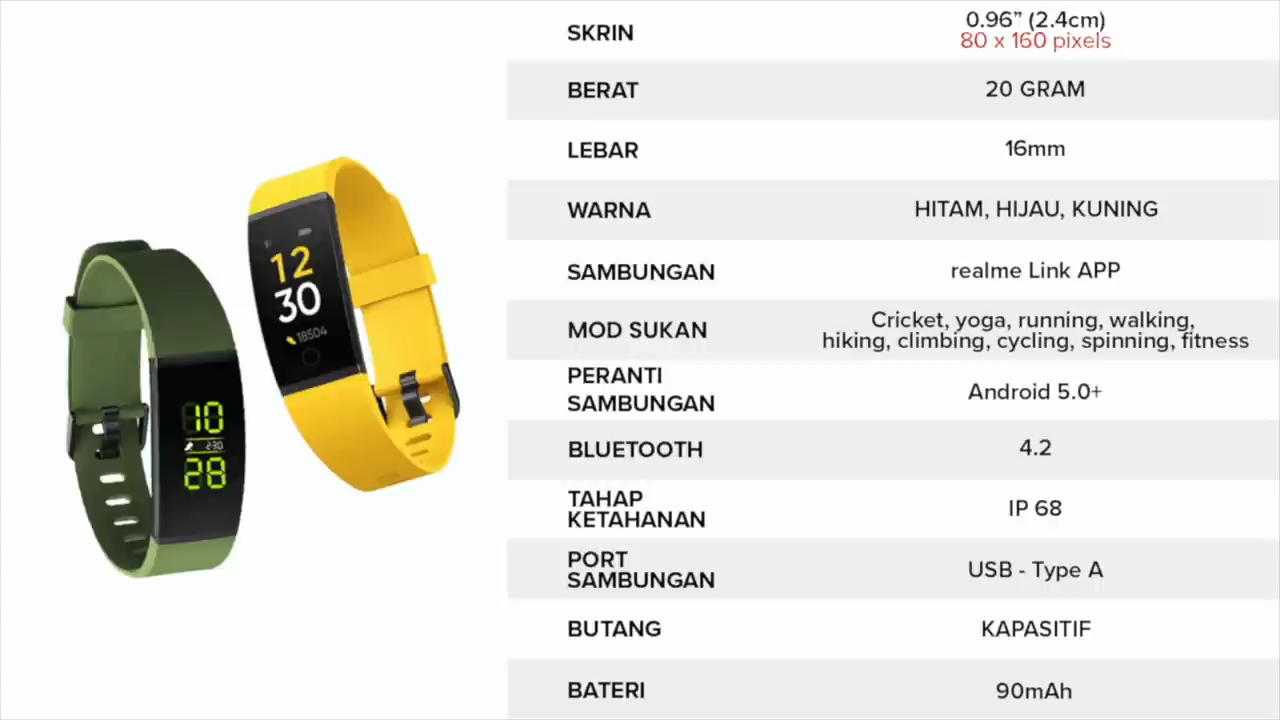 SKRIN
0.96” (2.4cm)
80 x 160 pixels
BERAT
20 GRAM
LEBAR
16mm
WARNA
HITAM, HIJAU, KUNING
SAMBUNGAN
realme Link APP
MOD SUKAN
Cricket, yoga, running, walking,
hiking, climbing, cycling, spinning, fitness
PERANTI
SAMBUNGAN
Android 5.0+
BLUETOOTH
4.2
TAHAP
KETAHANAN
IP 68
PORT
SAMBUNGAN
USB - Type A
BUTANG
KAPASITIF
BATERI
90mAh
12
30
18504
10
230
28